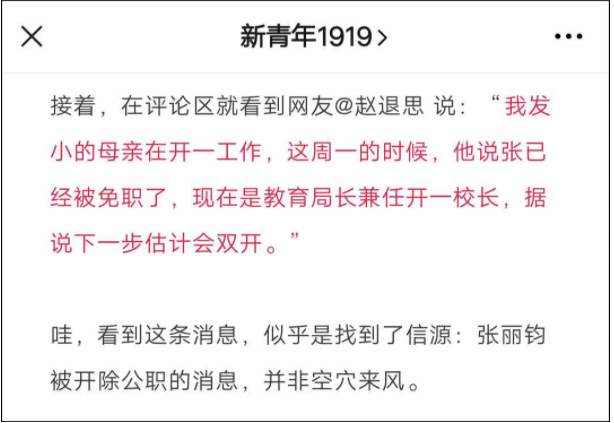 新青年1919
接着，在评论区就看到网友@赵退思 说：“我发
小的母亲在开一工作，这周一的时候，他说张已
经被免职了，现在是教育局长兼任开一校长，据
说下一步估计会双开。”
哇，看到这条消息，似乎是找到了信源：张丽钧
被开除公职的消息，并非空穴来风。